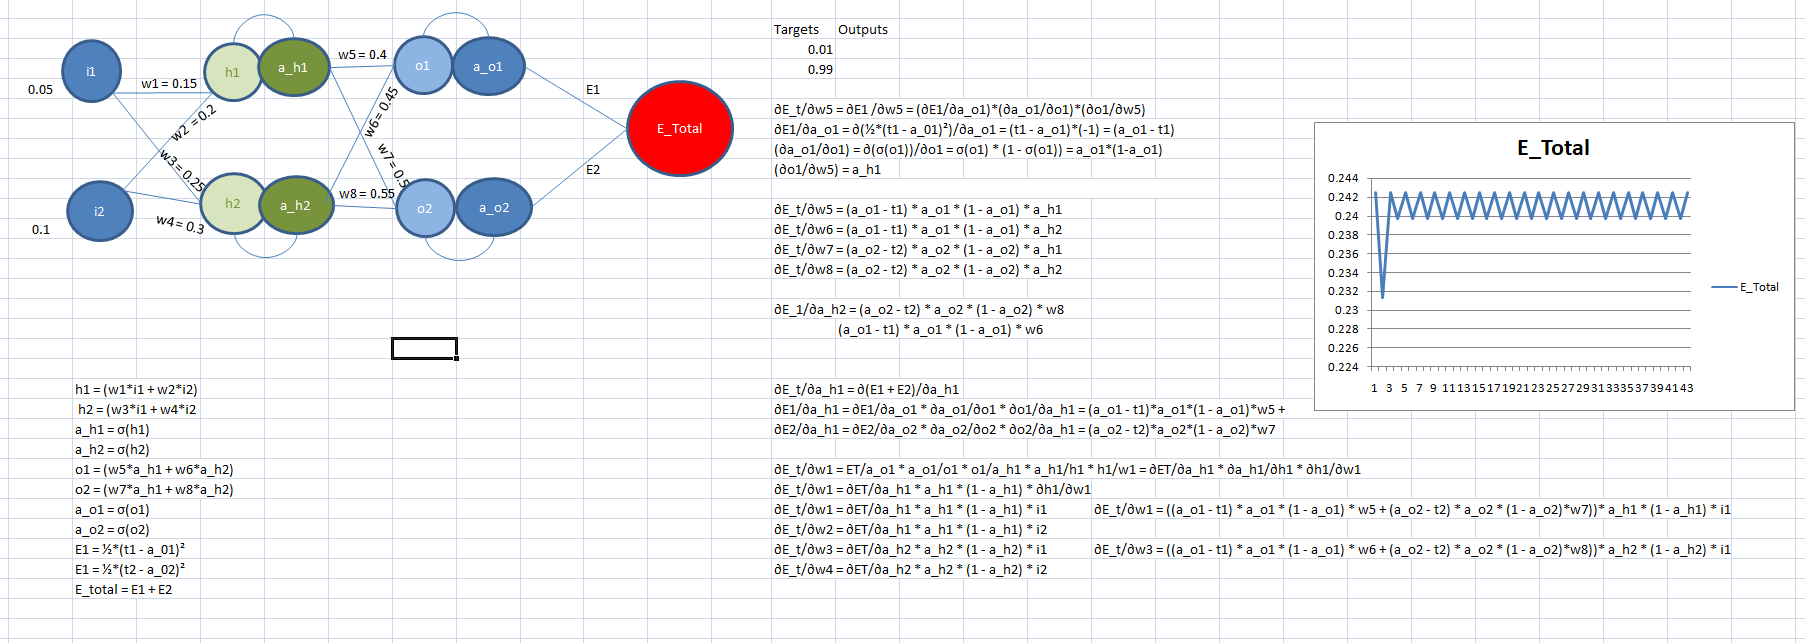 i1
h1
a_h1
w5 = 0.4
o1
a_o1
0.05
w1 = 0.15
E1
w2 = 0.2
w6 = 0.45
E_Total
w3 = 0.25
w7 = 0.5
E2
i2
h2
a_h2
w8 = 0.55
o2
a_o2
0.1
w4 = 0.3
Targets Outputs
0.01
0.99
∂E_t/∂w5 = ∂E1 /∂w5 = (∂E1/∂a_o1)*(∂a_o1/∂o1)*(∂o1/∂w5)
∂E1/∂a_o1 = ∂(½*(t1 - a_01)²)/∂a_o1 = (t1 - a_o1)*(-1) = (a_o1 - t1)
(∂a_o1/∂o1) = ∂(σ(o1))/∂o1 = σ(o1) * (1 - σ(o1)) = a_o1*(1-a_o1)
(∂o1/∂w5) = a_h1
∂E_t/∂w5 = (a_o1 - t1) * a_o1 * (1 - a_o1) * a_h1
∂E_t/∂w6 = (a_o1 - t1) * a_o1 * (1 - a_o1) * a_h2
∂E_t/∂w7 = (a_o2 - t2) * a_o2 * (1 - a_o2) * a_h1
∂E_t/∂w8 = (a_o2 - t2) * a_o2 * (1 - a_o2) * a_h2
∂E_1/∂a_h2 = (a_o2 - t2) * a_o2 * (1 - a_o2) * w8
(a_o1 - t1) * a_o1 * (1 - a_o1) * w6
E_Total
0.244
0.242
0.24
0.238
0.236
0.234
0.232
0.23
0.228
0.226
0.224
E_Total
1 3 5 7 9 11 13 15 17 19 21 23 25 27 29 31 33 35 37 39 41 43
h1 = (w1*i1 + w2*i2)
h2 = (w3*i1 + w4*i2
a_h1 = σ(h1)
a_h2 = σ(h2)
o1 = (w5*a_h1 + w6*a_h2)
o2 = (w7*a_h1 + w8*a_h2)
a_o1 = σ(o1)
a_o2 = σ(o2)
E1 = ½*(t1 - a_01)²
E1 = ½*(t2 - a_02)²
E_total = E1 + E2
∂E_t/∂a_h1 = ∂(E1 + E2)/∂a_h1
∂E1/∂a_h1 = ∂E1/∂a_o1 * ∂a_o1/∂o1 * ∂o1/∂a_h1 = (a_o1 - t1)*a_o1*(1 - a_o1)*w5 +
∂E2/∂a_h1 = ∂E2/∂a_o2 * ∂a_o2/∂o2 * ∂o2/∂a_h1 = (a_o2 - t2)*a_o2*(1 - a_o2)*w7
∂E_t/∂w1 = ET/a_o1 * a_o1/o1 * o1/a_h1 * a_h1/h1 * h1/w1 = ∂ET/∂a_h1 * ∂a_h1/∂h1 * ∂h1/∂w1
∂E_t/∂w1 = ∂ET/∂a_h1 * a_h1 * (1 - a_h1) * ∂h1/∂w1
∂E_t/∂w1 = ∂ET/∂a_h1 * a_h1 * (1 - a_h1) * i1 ∂E_t/∂w1 = ((a_o1 - t1) * a_o1 * (1 - a_o1) * w5 + (a_o2 - t2) * a_o2 * (1 - a_o2)*w7))* a_h1 * (1 - a_h1) * i1
∂E_t/∂w2 = ∂ET/∂a_h1 * a_h1 * (1 - a_h1) * i2
∂E_t/∂w3 = ∂ET/∂a_h2 * a_h2 * (1 - a_h2) * i1 ∂E_t/∂w3 = ((a_o1 - t1) * a_o1 * (1 - a_o1) * w6 + (a_o2 - t2) * a_o2 * (1 - a_o2)*w8))* a_h2 * (1 - a_h2) * i1
∂E_t/∂w4 = ∂ET/∂a_h2 * a_h2 * (1 - a_h2) * i2